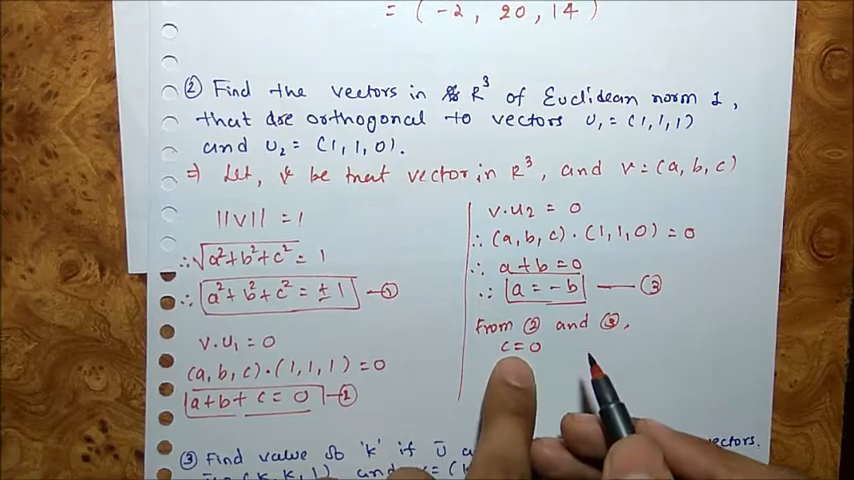 = (-2, 20, 14)
② Find the vectors in R³ of Euclidean norm 1,
that are orthogonal to vectors u₁ = (1,1,1)
and u₂ = (1,1,0).
⇒ Let, v be that vector in R³, and v = (a,b,c)
||v|| = 1
∴ √a²+b²+c² = 1
∴ a²+b²+c² = ±1 —①
v.u₁ = 0
(a,b,c)·(1,1,1) = 0
a+b+c = 0 —②
v.u₂ = 0
∴ (a,b,c)·(1,1,0) = 0
∴ a+b = 0
∴ a = -b —③
From ② and ③,
c = 0
③ Find value of 'k' if ū vectors.
(k,k,1) and